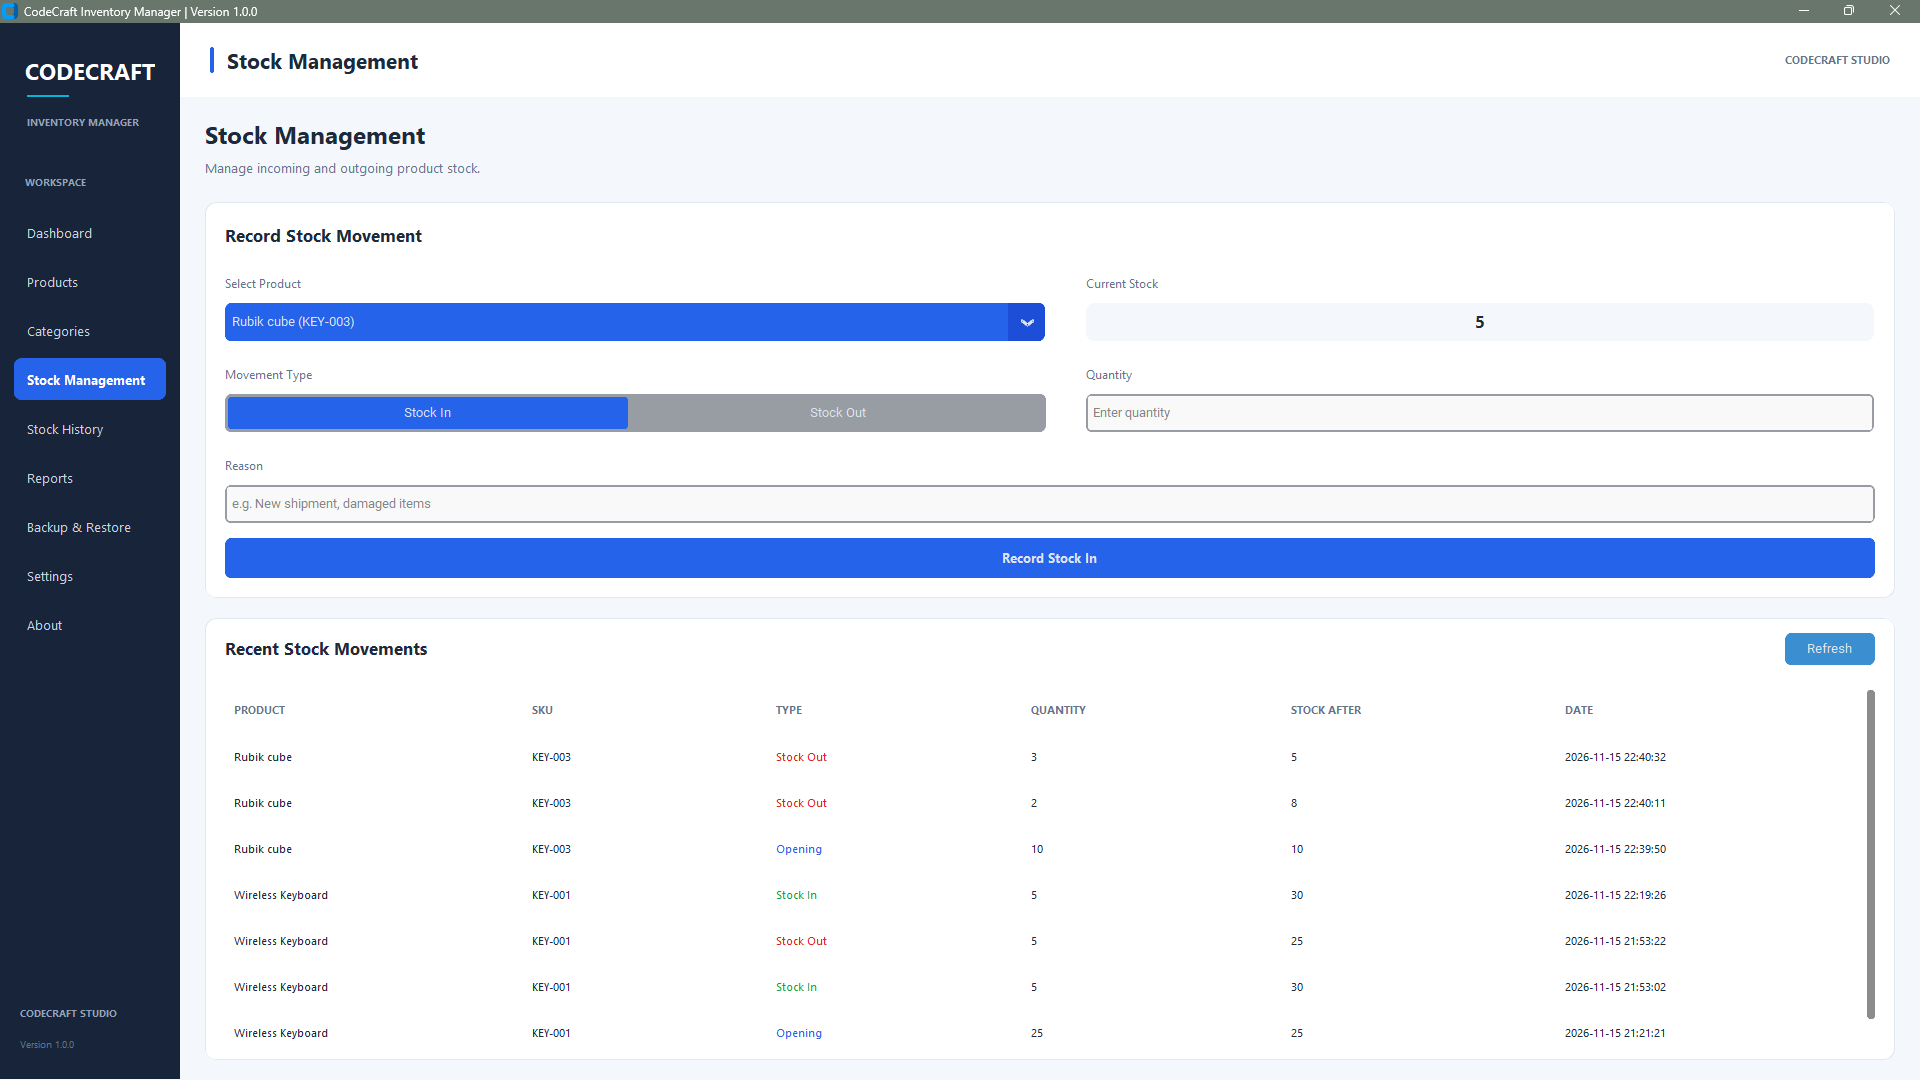 CodeCraft Inventory Manager | Version 1.0.0
CODECRAFT
INVENTORY MANAGER
WORKSPACE
Dashboard
Products
Categories
Stock Management
Stock History
Reports
Backup & Restore
Settings
About
CODECRAFT STUDIO
Version 1.0.0
Stock Management
CODECRAFT STUDIO
Stock Management
Manage incoming and outgoing product stock.
Record Stock Movement
Select Product
Current Stock
Rubik cube (KEY-003)
5
Movement Type
Quantity
Stock In
Stock Out
Enter quantity
Reason
e.g. New shipment, damaged items
Record Stock In
Recent Stock Movements
Refresh
PRODUCT SKU TYPE QUANTITY STOCK AFTER DATE
Rubik cube KEY-003 Stock Out 3 5 2026-11-15 22:40:32
Rubik cube KEY-003 Stock Out 2 8 2026-11-15 22:40:11
Rubik cube KEY-003 Opening 10 10 2026-11-15 22:39:50
Wireless Keyboard KEY-001 Stock In 5 30 2026-11-15 22:19:26
Wireless Keyboard KEY-001 Stock Out 5 25 2026-11-15 21:53:22
Wireless Keyboard KEY-001 Stock In 5 30 2026-11-15 21:53:02
Wireless Keyboard KEY-001 Opening 25 25 2026-11-15 21:21:21